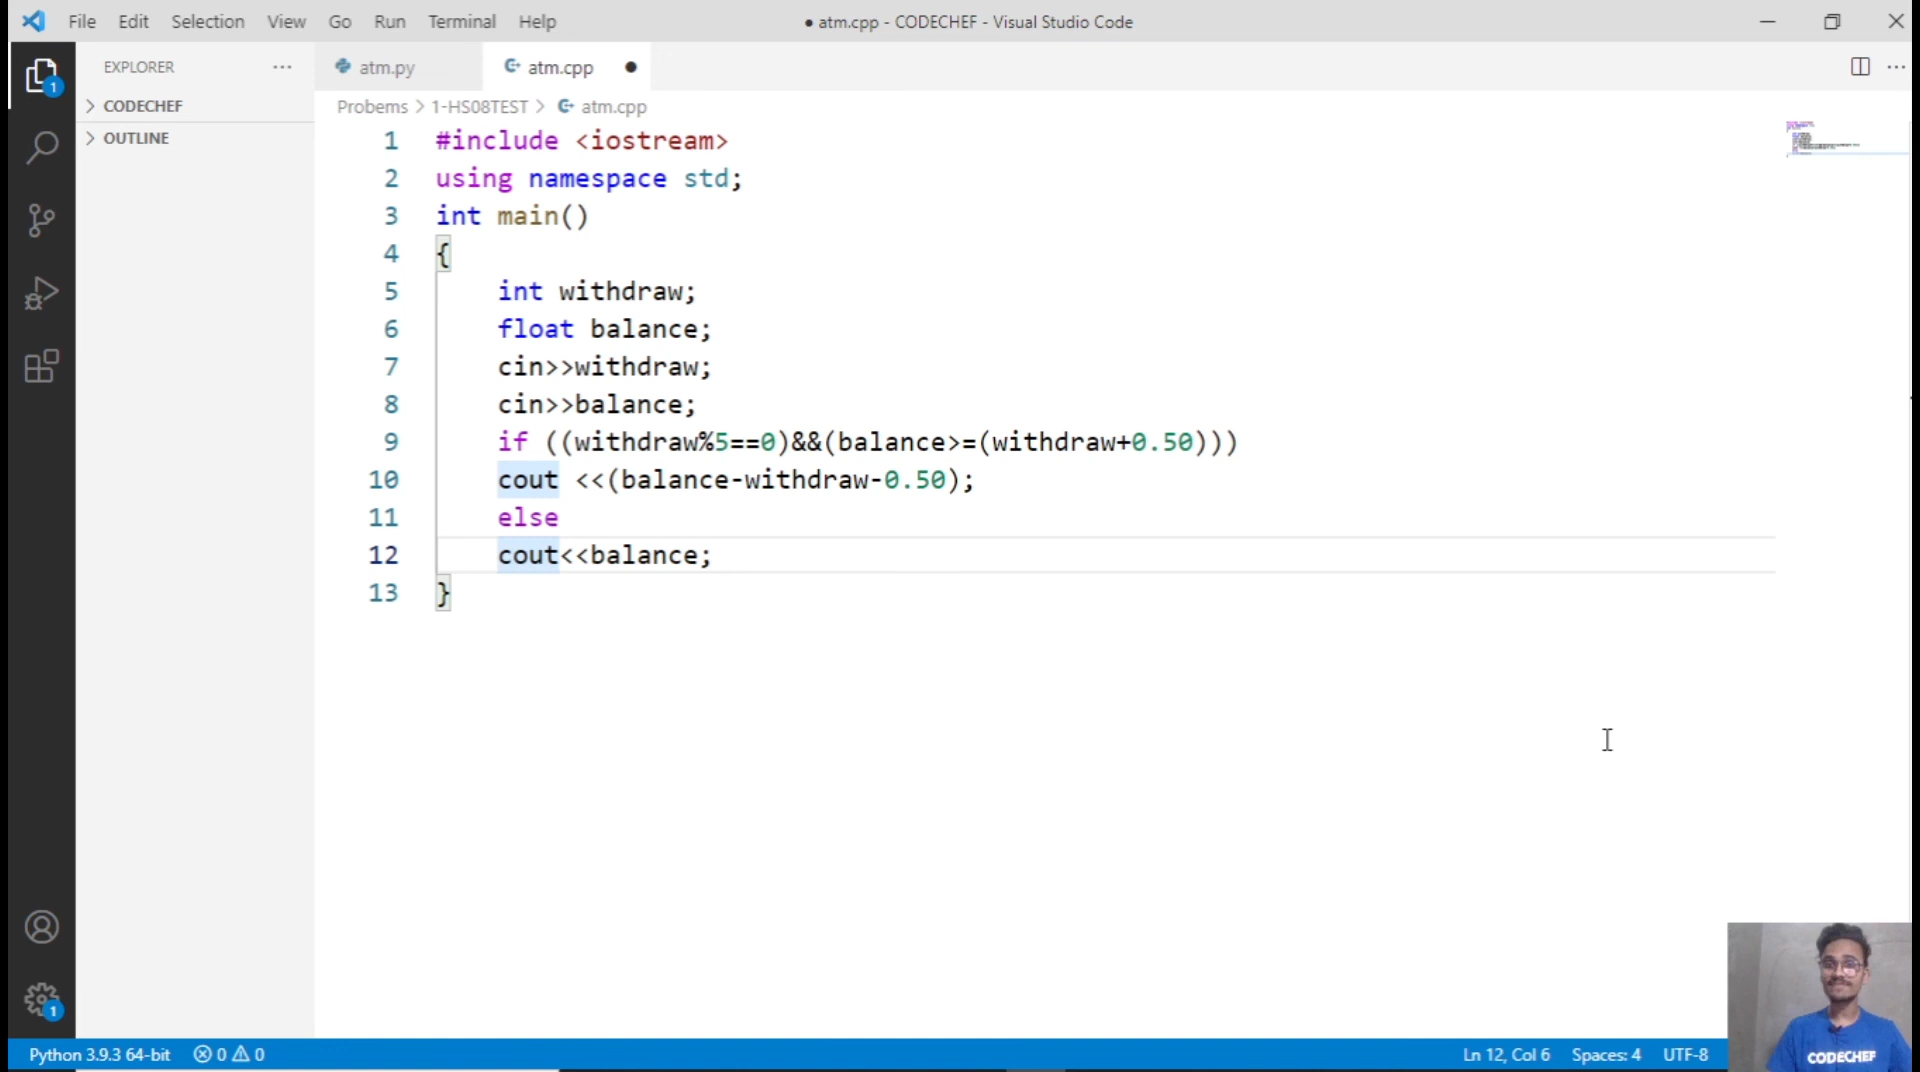 File Edit Selection View Go Run Terminal Help
● atm.cpp - CODECHEF - Visual Studio Code
1
EXPLORER ...
atm.py
atm.cpp ●
...
> CODECHEF
> OUTLINE
Probems > 1-HS08TEST > atm.cpp
1 #include <iostream>
2 using namespace std;
3 int main()
4 {
5 int withdraw;
6 float balance;
7 cin>>withdraw;
8 cin>>balance;
9 if ((withdraw%5==0)&&(balance>=(withdraw+0.50)))
10 cout <<(balance-withdraw-0.50);
11 else
12 cout<<balance;
13 }
1
CODECHEF
Python 3.9.3 64-bit 0 0 Ln 12, Col 6 Spaces: 4 UTF-8